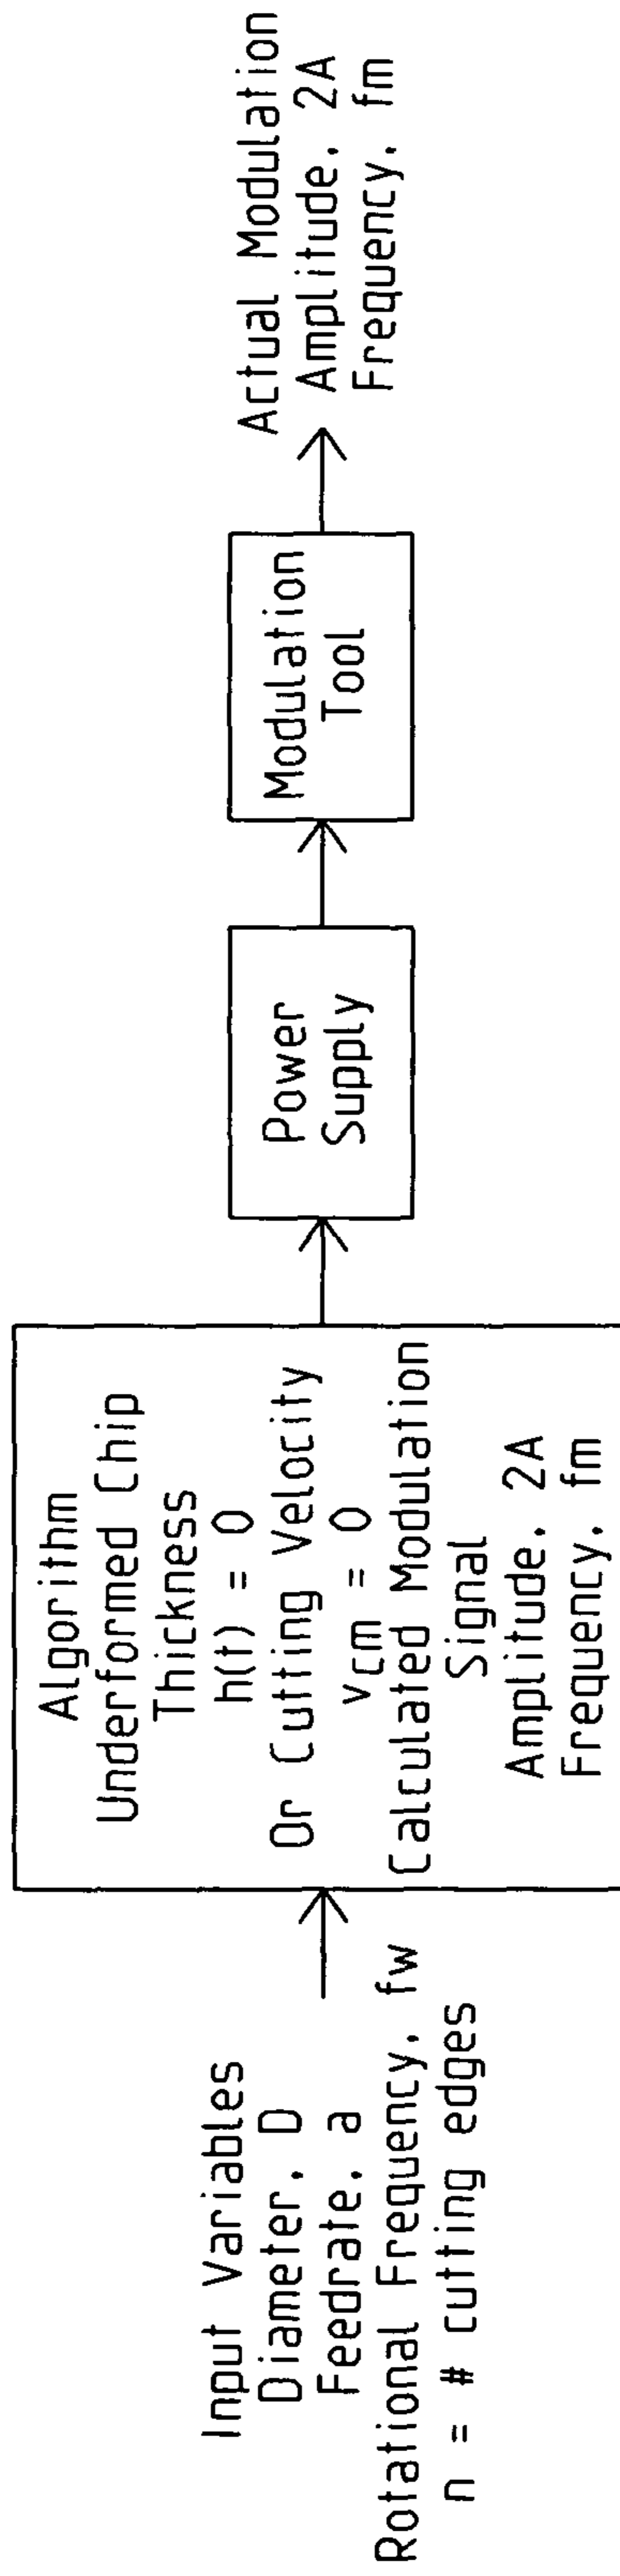 Input Variables
Diameter, D
Feedrate, a
Rotational Frequency, fw
n = # cutting edges
Algorithm
Underformed Chip
Thickness
h(t) = 0
Or Cutting Velocity
vcm = 0
Calculated Modulation
Signal
Amplitude, 2A
Frequency, fm
Power
Supply
Modulation
Tool
Actual Modulation
Amplitude, 2A
Frequency, fm